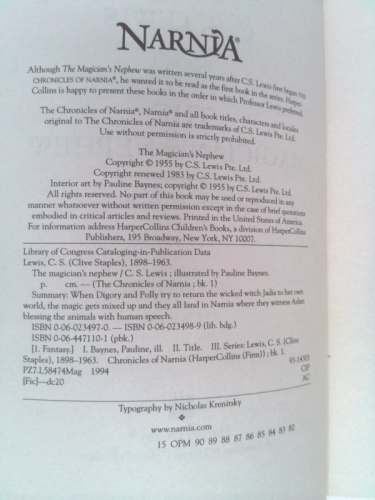 NARNIA®
Although The Magician's Nephew was written several years after C.S. Lewis first began THE
CHRONICLES OF NARNIA®, he wanted it to be read as the first book in the series. Harper-
Collins is happy to present these books in the order in which Professor Lewis preferred.
The Chronicles of Narnia®, Narnia® and all book titles, characters and locales
original to The Chronicles of Narnia are trademarks of C.S. Lewis Pte. Ltd.
Use without permission is strictly prohibited.
The Magician's Nephew
Copyright © 1955 by C.S. Lewis Pte. Ltd.
Copyright renewed 1983 by C.S. Lewis Pte. Ltd.
Interior art by Pauline Baynes; copyright © 1955 by C.S. Lewis Pte. Ltd.
All rights reserved. No part of this book may be used or reproduced in any
manner whatsoever without written permission except in the case of brief quotations
embodied in critical articles and reviews. Printed in the United States of America.
For information address HarperCollins Children's Books, a division of HarperCollins
Publishers, 195 Broadway, New York, NY 10007.
Library of Congress Cataloging-in-Publication Data
Lewis, C. S. (Clive Staples), 1898–1963.
The magician's nephew / C. S. Lewis ; illustrated by Pauline Baynes.
p. cm. — (The Chronicles of Narnia ; bk. 1)
Summary: When Digory and Polly try to return the wicked witch Jadis to her own
world, the magic gets mixed up and they all land in Narnia where they witness Aslan
blessing the animals with human speech.
ISBN 0-06-023497-0. — ISBN 0-06-023498-9 (lib. bdg.)
ISBN 0-06-447110-1 (pbk.)
[1. Fantasy.] I. Baynes, Pauline, ill. II. Title. III. Series: Lewis, C. S. (Clive
Staples), 1898–1963. Chronicles of Narnia (HarperCollins (Firm)) ; bk. 1.
PZ7.L58474Mag 1994 93-14301
[Fic]—dc20 CIP
AC
Typography by Nicholas Krenitsky
❖
www.narnia.com
15 OPM 90 89 88 87 86 85 84 83 82